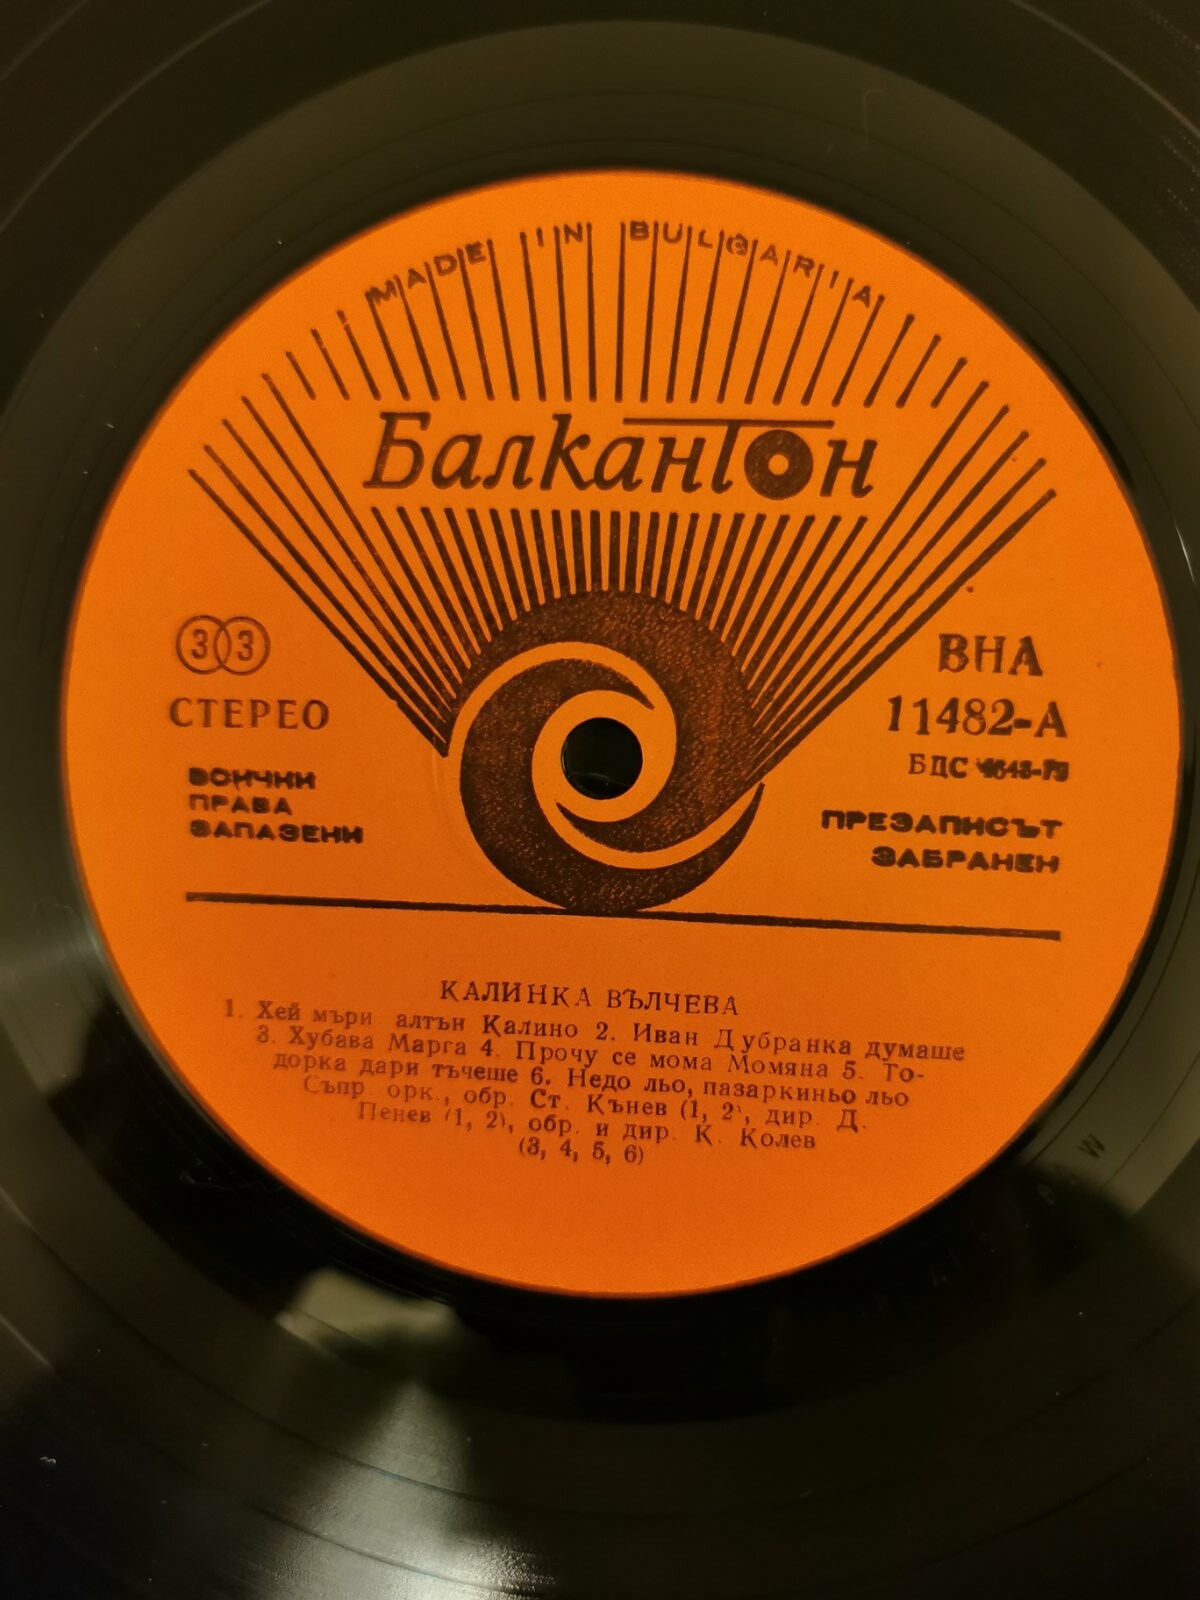 MADE IN BULGARIA
Балкантон
33
СТЕРЕО
ВСИЧКИ
ПРАВА
ЗАПАЗЕНИ
ВНА
11482-А
БДС
ПРЕЗАПИСЪТ
ЗАБРАНЕН
КАЛИНКА ВЪЛЧЕВА
1. Хей мъри алтън Калино 2. Иван Дубранка думаше
3. Хубава Марга 4. Прочу се мома Момяна 5. То-
дорка дари тъчеше 6. Недо льо, пазаркиньо льо
Съпр. орк., обр. Ст. Кънев (1, 2), дир. Д.
Пенев (1, 2), обр. и дир. К. Колев
(3, 4, 5, 6)